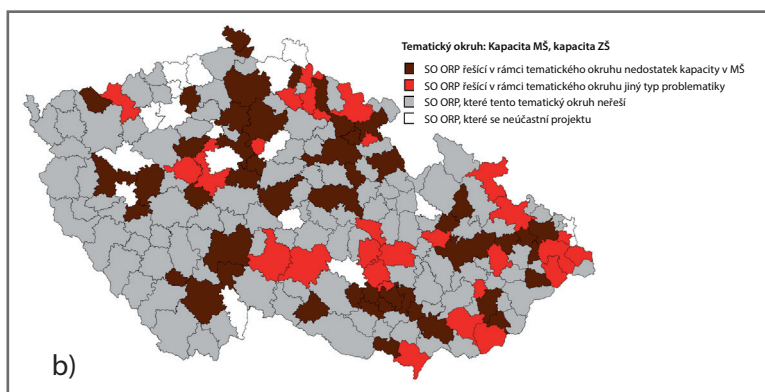 Tematický okruh: Kapacita MŠ, kapacita ZŠ
SO ORP řešící v rámci tematického okruhu nedostatek kapacity v MŠ
SO ORP řešící v rámci tematického okruhu jiný typ problematiky
SO ORP, které tento tematický okruh neřeší
SO ORP, které se neúčastní projektu
b)